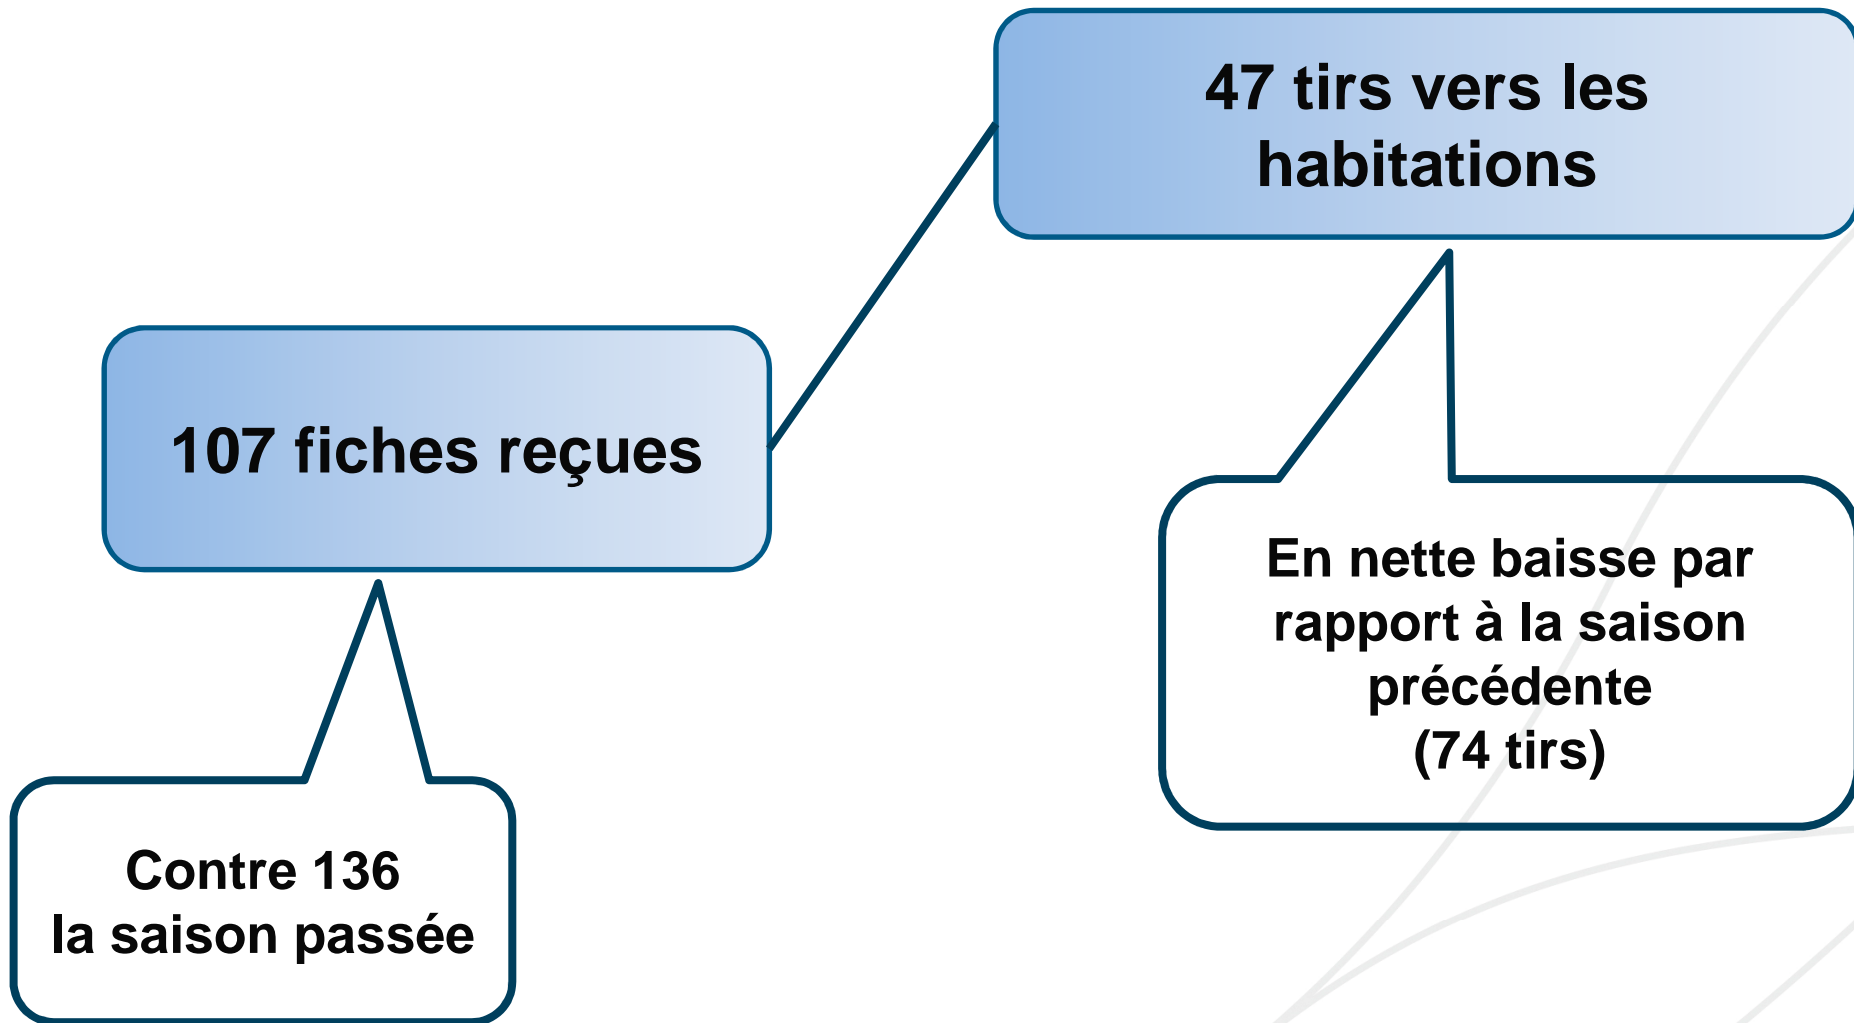 47 tirs vers les
habitations
107 fiches reçues
En nette baisse par
rapport à la saison
précédente
(74 tirs)
Contre 136
la saison passée